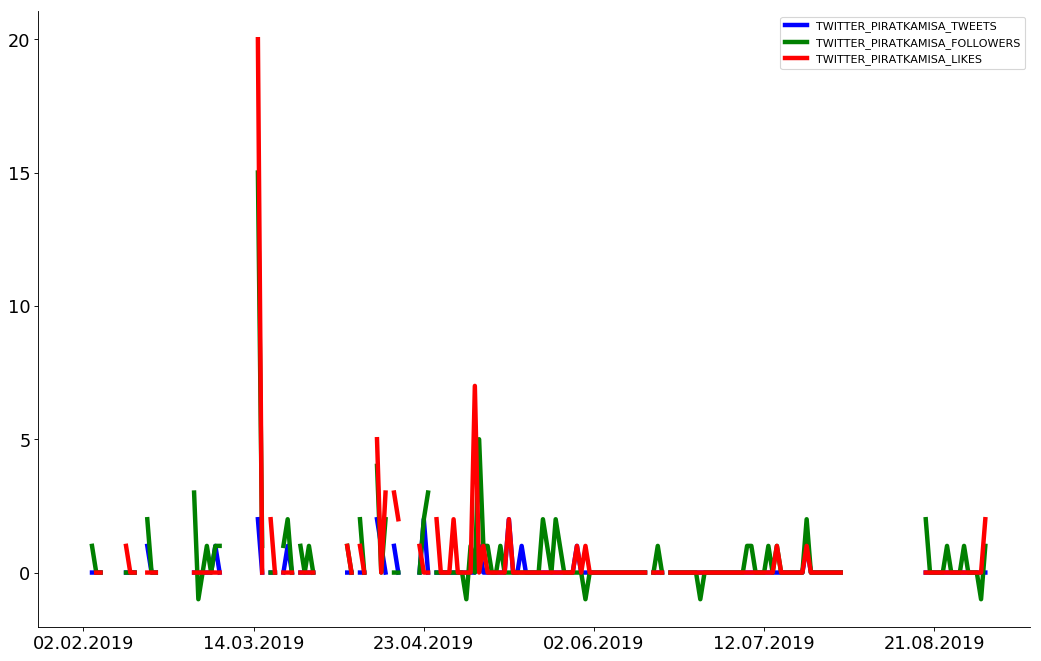 TWITTER_PIRATKAMISA_TWEETS
TWITTER_PIRATKAMISA_FOLLOWERS
TWITTER_PIRATKAMISA_LIKES
20
15
10
5
0
02.02.2019 14.03.2019 23.04.2019 02.06.2019 12.07.2019 21.08.2019